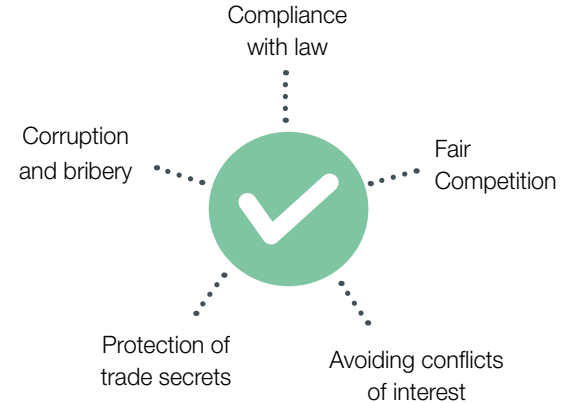 Compliance
with law
Corruption
and bribery
Fair
Competition
Protection of
trade secrets
Avoiding conflicts
of interest